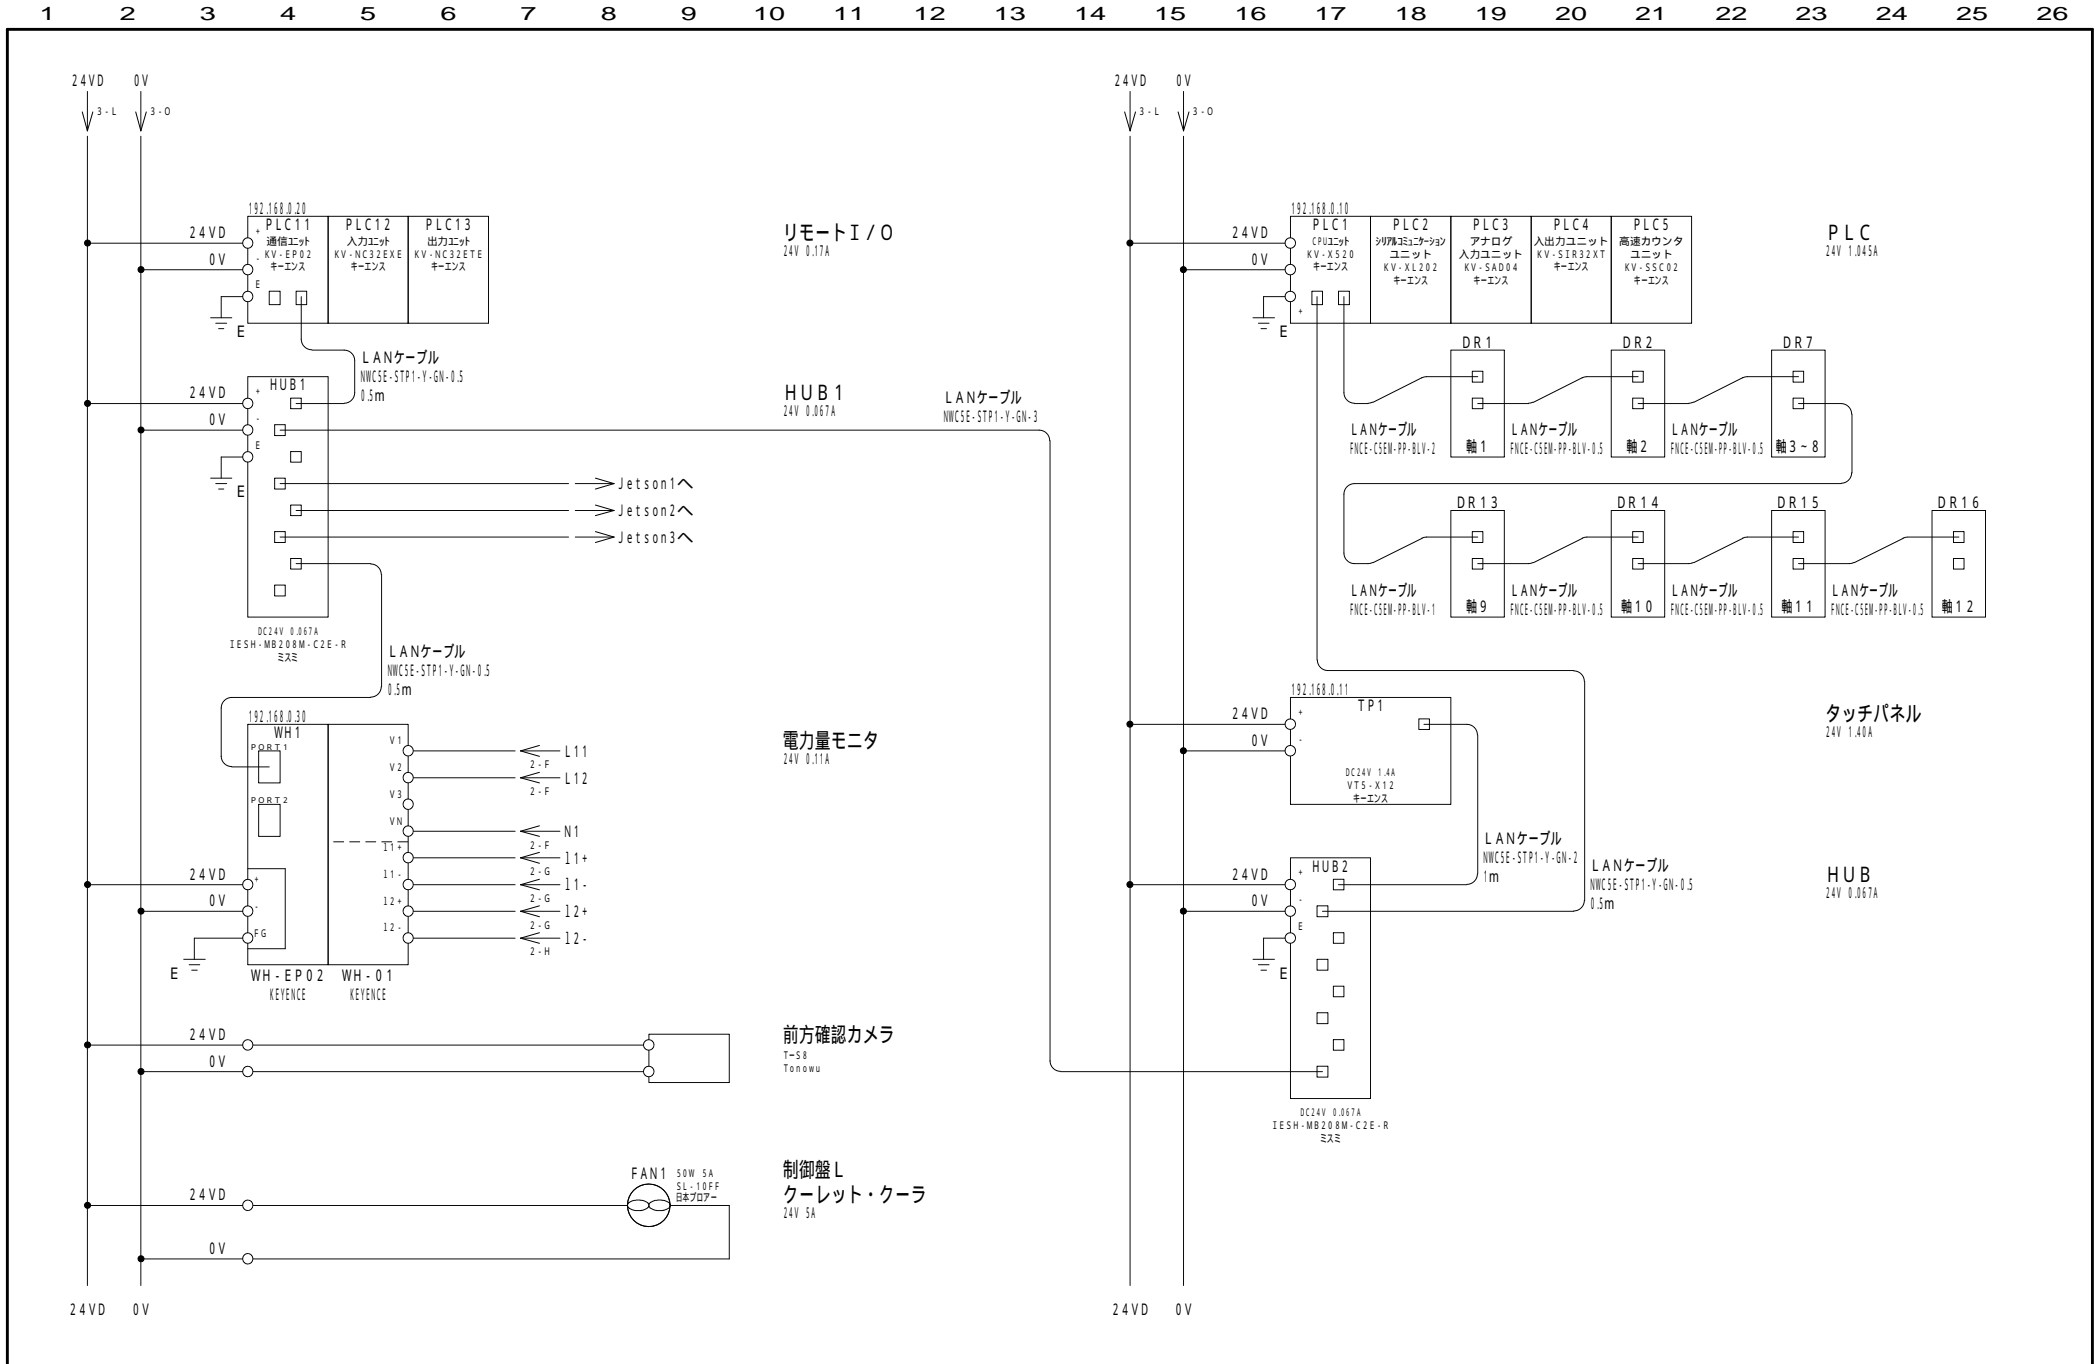 1 2 3 4 5 6 7 8 9 10 11 12 13 14 15 16 17 18 19 20 21 22 23 24 25 26
24VD 0V
3-L 3-O
192.168.0.20
PLC11 PLC12 PLC13
通信ユニット 入力ユニット 出力ユニット
KV-EP02 KV-NC32EXE KV-NC32ETE
キーエンス キーエンス キーエンス
24VD +
0V -
E
E
リモートI/O
24V 0.17A
LANケーブル
NWC5E-STP1-Y-GN-0.5
0.5m
HUB1
24VD +
0V -
E
E
HUB1
24V 0.067A
LANケーブル
NWC5E-STP1-Y-GN-3
Jetson1へ
Jetson2へ
Jetson3へ
DC24V 0.067A
IESH-MB208M-C2E-R
ミスミ
LANケーブル
NWC5E-STP1-Y-GN-0.5
0.5m
192.168.0.30
WH1
PORT1
PORT2
V1 L11
2-F
V2 L12
2-F
V3
VN N1
2-F
I1+ I1+
2-G
I1- I1-
2-G
I2+ I2+
2-G
I2- I2-
2-H
24VD +
0V -
FG
E
WH-EP02 WH-01
KEYENCE KEYENCE
電力量モニタ
24V 0.11A
24VD
0V
前方確認カメラ
T-S8
Tonowu
24VD
0V
FAN1 50W 5A
SL-10FF
日本ブロアー
制御盤L
クーレット・クーラ
24V 5A
24VD 0V
24VD 0V
3-L 3-O
192.168.0.10
PLC1 PLC2 PLC3 PLC4 PLC5
CPUユニット シリアルコミュニケーション アナログ 入出力ユニット 高速カウンタ
KV-X520 ユニット 入力ユニット KV-SIR32XT ユニット
キーエンス KV-XL202 KV-SAD04 キーエンス KV-SSC02
キーエンス キーエンス キーエンス
24VD
0V
+
E
PLC
24V 1.045A
DR1 DR2 DR7
LANケーブル LANケーブル LANケーブル
FNCE-C5EM-PP-BLV-2 FNCE-C5EM-PP-BLV-0.5 FNCE-C5EM-PP-BLV-0.5
軸1 軸2 軸3~8
DR13 DR14 DR15 DR16
LANケーブル LANケーブル LANケーブル LANケーブル
FNCE-C5EM-PP-BLV-1 FNCE-C5EM-PP-BLV-0.5 FNCE-C5EM-PP-BLV-0.5 FNCE-C5EM-PP-BLV-0.5
軸9 軸10 軸11 軸12
192.168.0.11
TP1
24VD +
0V -
DC24V 1.4A
VT5-X12
キーエンス
タッチパネル
24V 1.40A
LANケーブル
NWC5E-STP1-Y-GN-2
1m
LANケーブル
NWC5E-STP1-Y-GN-0.5
0.5m
HUB2
24VD +
0V -
E
E
HUB
24V 0.067A
DC24V 0.067A
IESH-MB208M-C2E-R
ミスミ
24VD 0V